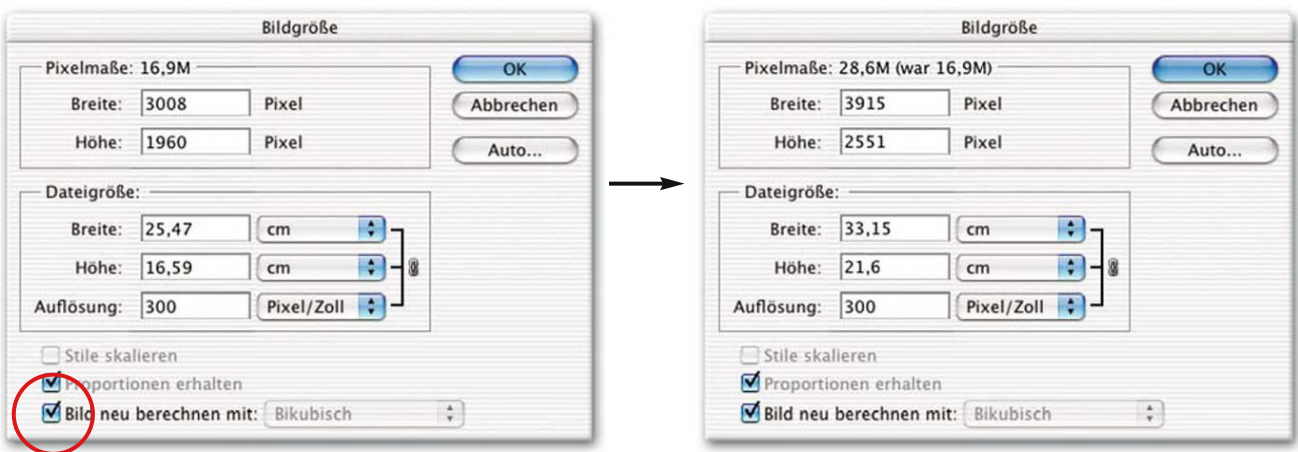 Bildgröße
Pixelmaße: 16,9M
Breite: 3008 Pixel
Höhe: 1960 Pixel
OK
Abbrechen
Auto...
Dateigröße:
Breite: 25,47 cm
Höhe: 16,59 cm
Auflösung: 300 Pixel/Zoll
Stile skalieren
Proportionen erhalten
Bild neu berechnen mit: Bikubisch
Bildgröße
Pixelmaße: 28,6M (war 16,9M)
Breite: 3915 Pixel
Höhe: 2551 Pixel
OK
Abbrechen
Auto...
Dateigröße:
Breite: 33,15 cm
Höhe: 21,6 cm
Auflösung: 300 Pixel/Zoll
Stile skalieren
Proportionen erhalten
Bild neu berechnen mit: Bikubisch